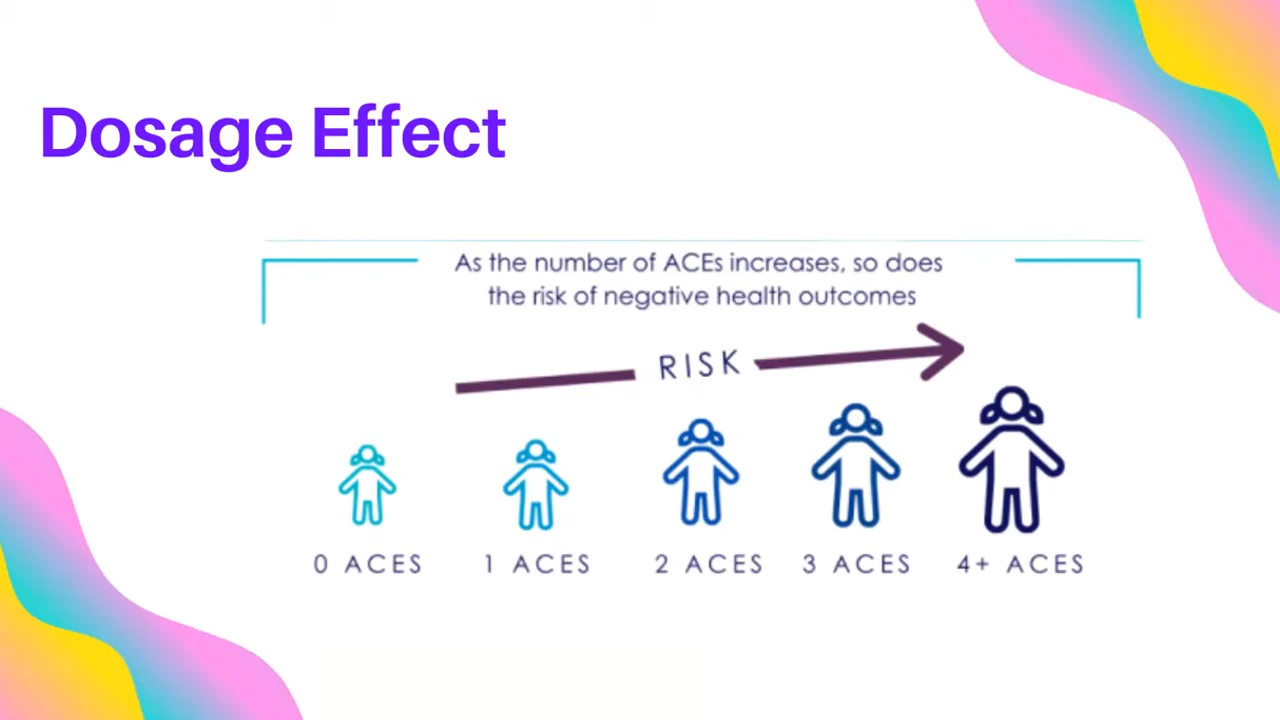 Dosage Effect
As the number of ACEs increases, so does
the risk of negative health outcomes
RISK
0 ACES
1 ACES
2 ACES
3 ACES
4+ ACES